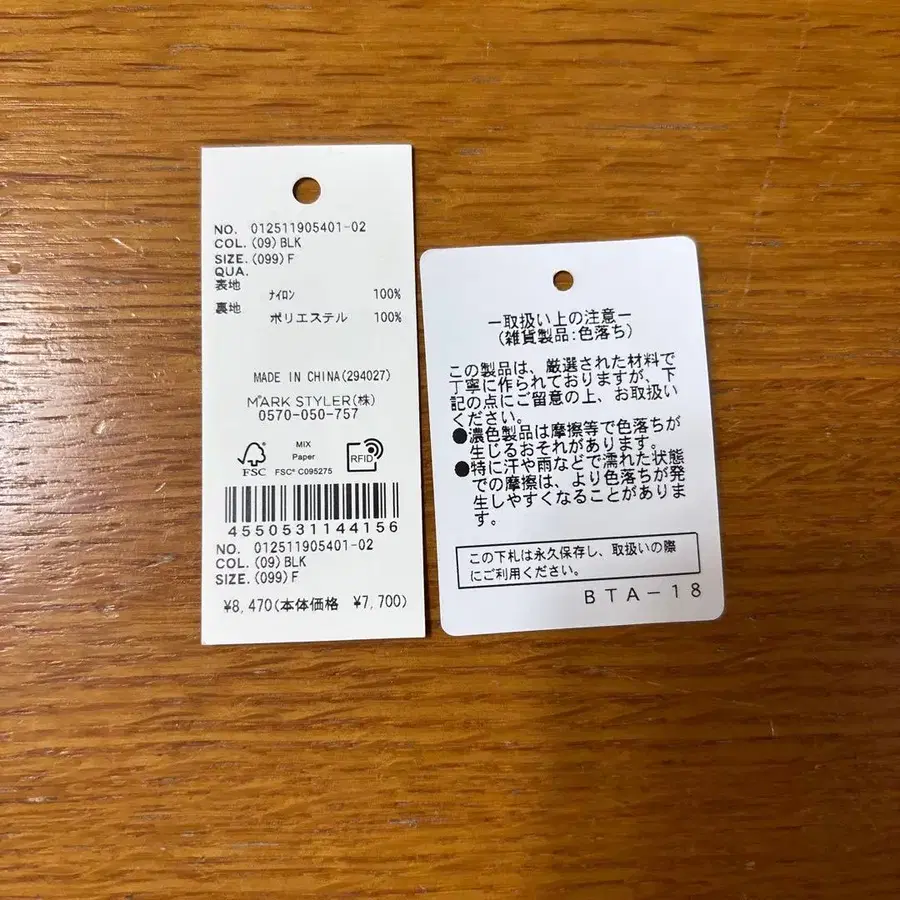 NO. 012511905401-02
COL. (09)BLK
SIZE. (099)F
QUA.
表地
ﾅｲﾛﾝ 100%
裏地
ポリエステル 100%
MADE IN CHINA(294027)
MARK STYLER(株)
0570-050-757
FSC
MIX
Paper
FSC® C095275
RFID
4550531144156
NO. 012511905401-02
COL. (09)BLK
SIZE. (099)F
¥8,470(本体価格 ¥7,700)
ー取扱い上の注意ー
(雑貨製品:色落ち)
この製品は、厳選された材料で
丁寧に作られておりますが、下
記の点にご留意の上、お取扱い
ください。
●濃色製品は摩擦等で色落ちが
生じるおそれがあります。
●特に汗や雨などで濡れた状態
での摩擦は、より色落ちが発
生しやすくなることがありま
す。
この下札は永久保存し、取扱いの際
にご利用ください。
BTA-18